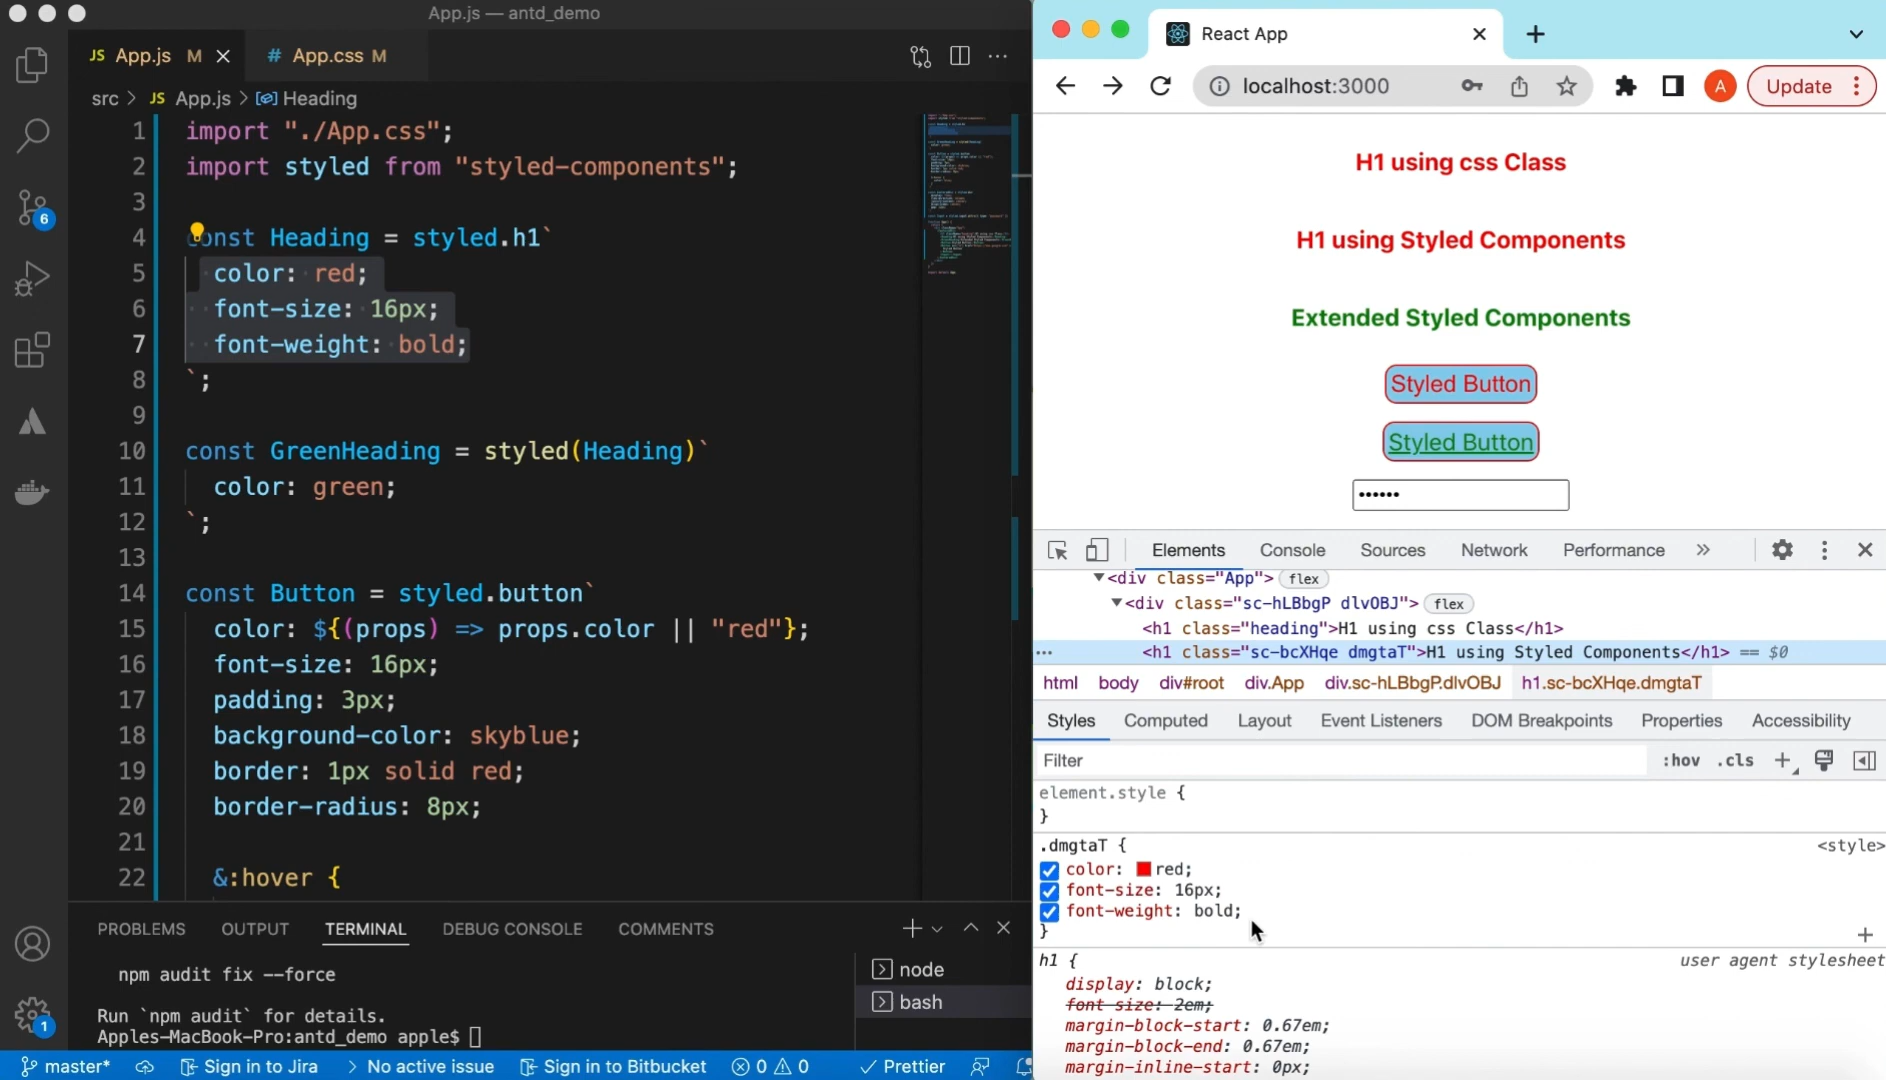 App.js — antd_demo
JS App.js M
# App.css M
src > JS App.js > Heading
1 import "./App.css";
2 import styled from "styled-components";
3
4 const Heading = styled.h1`
5 color: red;
6 font-size: 16px;
7 font-weight: bold;
8 `;
9
10 const GreenHeading = styled(Heading)`
11 color: green;
12 `;
13
14 const Button = styled.button`
15 color: ${(props) => props.color || "red"};
16 font-size: 16px;
17 padding: 3px;
18 background-color: skyblue;
19 border: 1px solid red;
20 border-radius: 8px;
21
22 &:hover {
6
1
PROBLEMS OUTPUT TERMINAL DEBUG CONSOLE COMMENTS
npm audit fix --force
Run `npm audit` for details.
Apples-MacBook-Pro:antd_demo apple$
node
bash
master* Sign in to Jira No active issue Sign in to Bitbucket 0 0 Prettier
React App
localhost:3000
A
Update
H1 using css Class
H1 using Styled Components
Extended Styled Components
Styled Button
Styled Button
••••••
Elements Console Sources Network Performance »
<div class="App"> flex
<div class="sc-hLBbgP dlvOBJ"> flex
<h1 class="heading">H1 using css Class</h1>
<h1 class="sc-bcXHqe dmgtaT">H1 using Styled Components</h1> == $0
html body div#root div.App div.sc-hLBbgP.dlvOBJ h1.sc-bcXHqe.dmgtaT
Styles Computed Layout Event Listeners DOM Breakpoints Properties Accessibility
Filter :hov .cls +
element.style {
}
.dmgtaT { <style>
color: red;
font-size: 16px;
font-weight: bold;
}
h1 { user agent stylesheet
display: block;
font-size: 2em;
margin-block-start: 0.67em;
margin-block-end: 0.67em;
margin-inline-start: 0px;